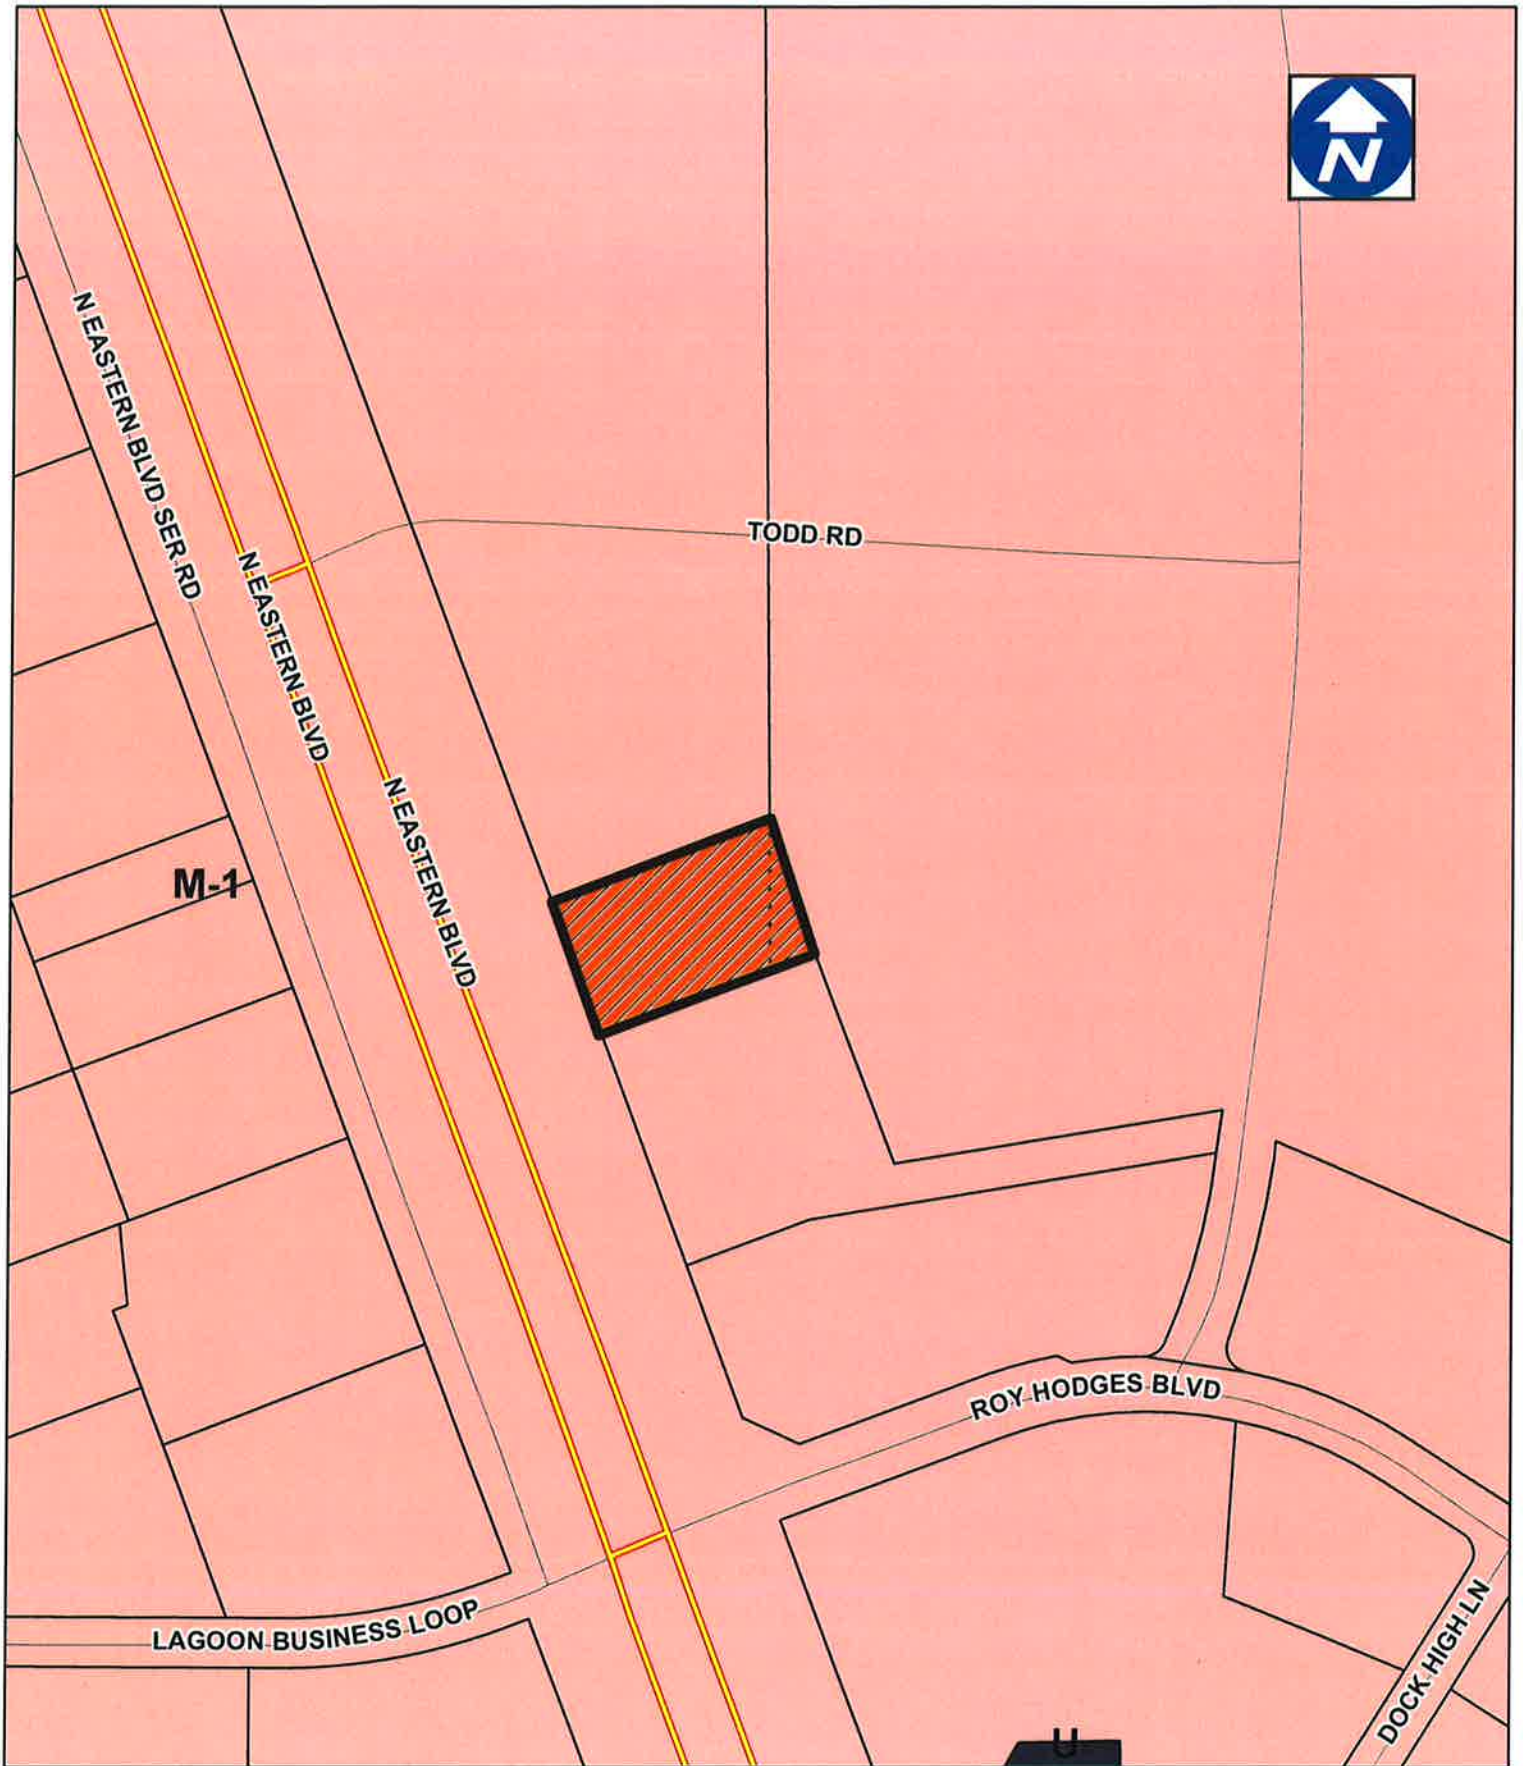 N
N EASTERN BLVD SER RD
TODD RD
N EASTERN BLVD
N EASTERN BLVD
M-1
ROY HODGES BLVD
LAGOON BUSINESS LOOP
DOCK HIGH LN
U